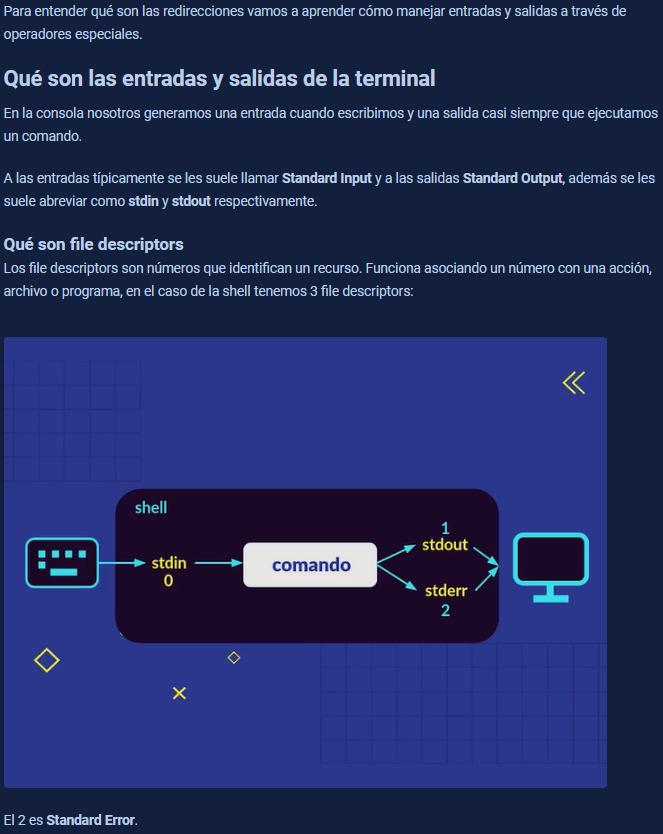 Para entender qué son las redirecciones vamos a aprender cómo manejar entradas y salidas a través de
operadores especiales.
Qué son las entradas y salidas de la terminal
En la consola nosotros generamos una entrada cuando escribimos y una salida casi siempre que ejecutamos
un comando.
A las entradas típicamente se les suele llamar Standard Input y a las salidas Standard Output, además se les
suele abreviar como stdin y stdout respectivamente.
Qué son file descriptors
Los file descriptors son números que identifican un recurso. Funciona asociando un número con una acción,
archivo o programa, en el caso de la shell tenemos 3 file descriptors:
shell
stdin
0
comando
1
stdout
stderr
2
El 2 es Standard Error.